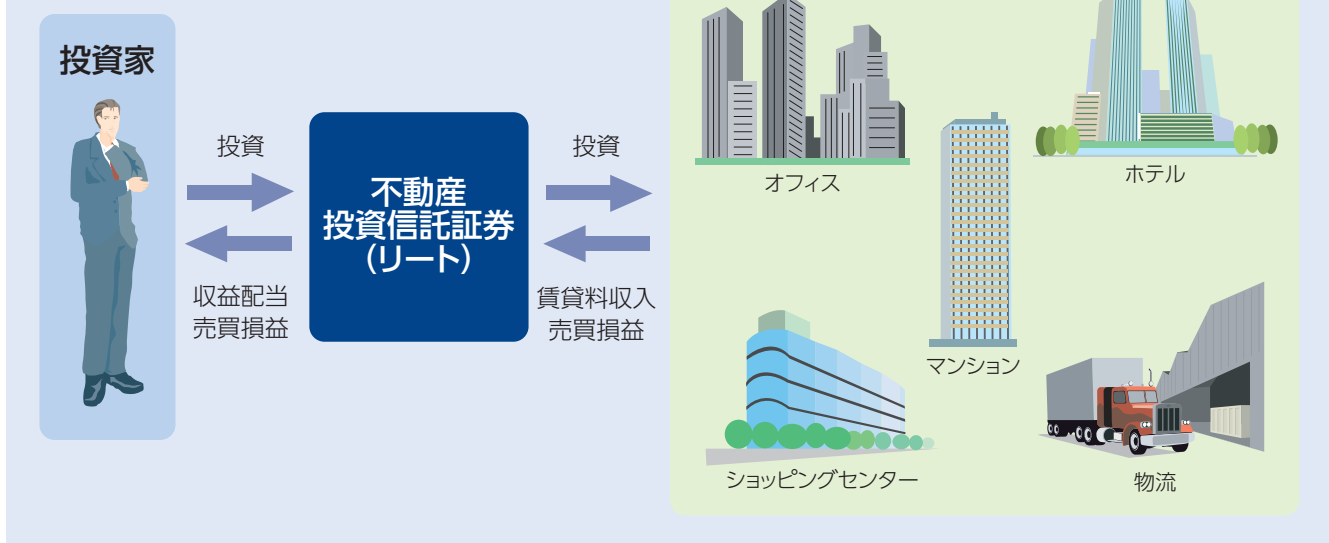 投資家
投資
収益配当
売買損益
不動産
投資信託証券
（リート）
投資
賃貸料収入
売買損益
オフィス
ホテル
マンション
ショッピングセンター
物流